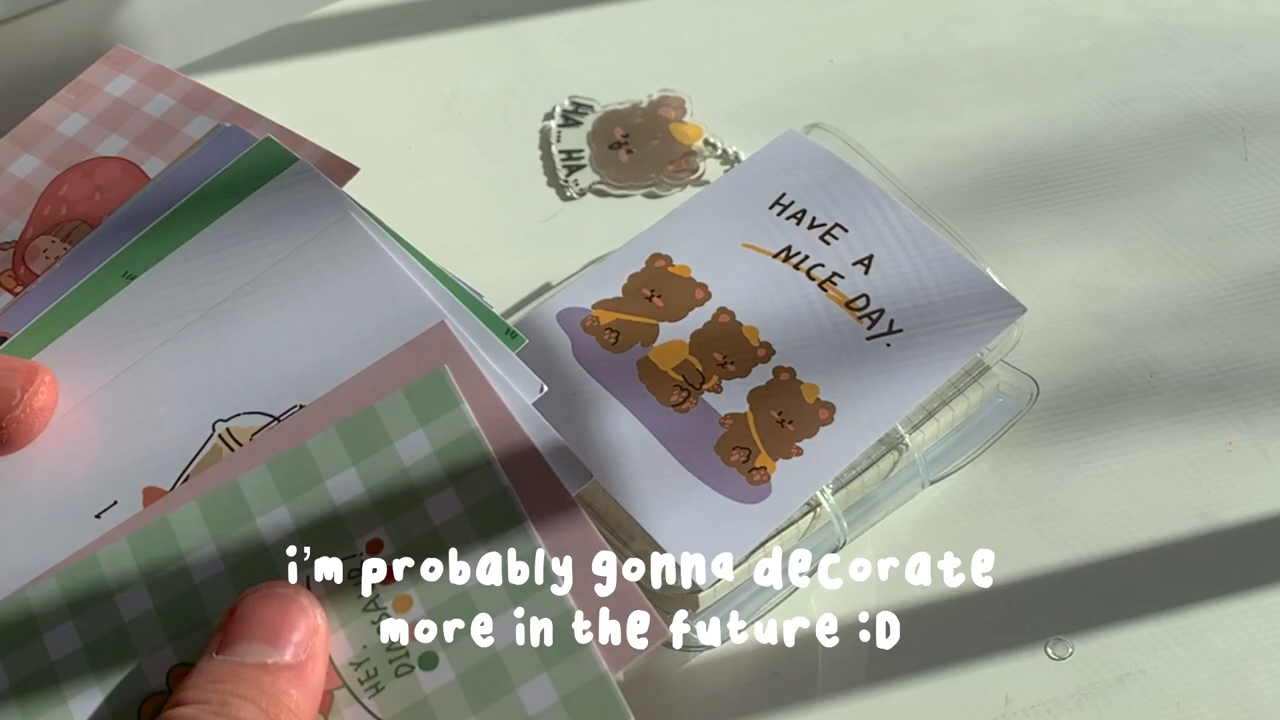 HA... HA...
HAVE A
NICE DAY.
HEY,
i'm probably gonna decorate
more in the future :D